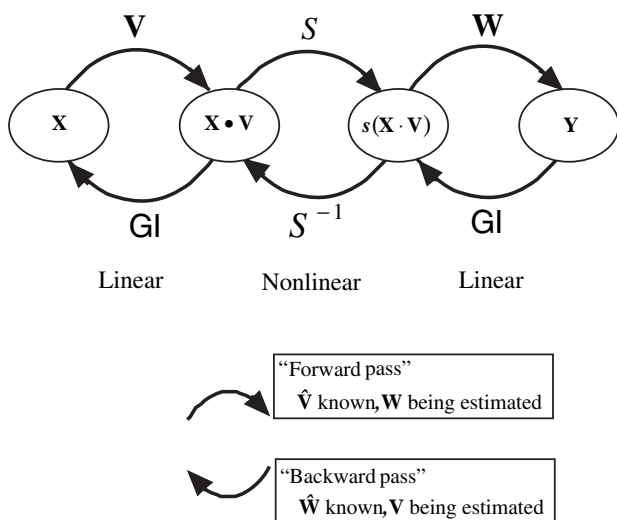 V S W
X X • V s(X · V) Y
GI S⁻¹ GI
Linear Nonlinear Linear
“Forward pass”
V̂ known, W being estimated
“Backward pass”
Ŵ known, V being estimated